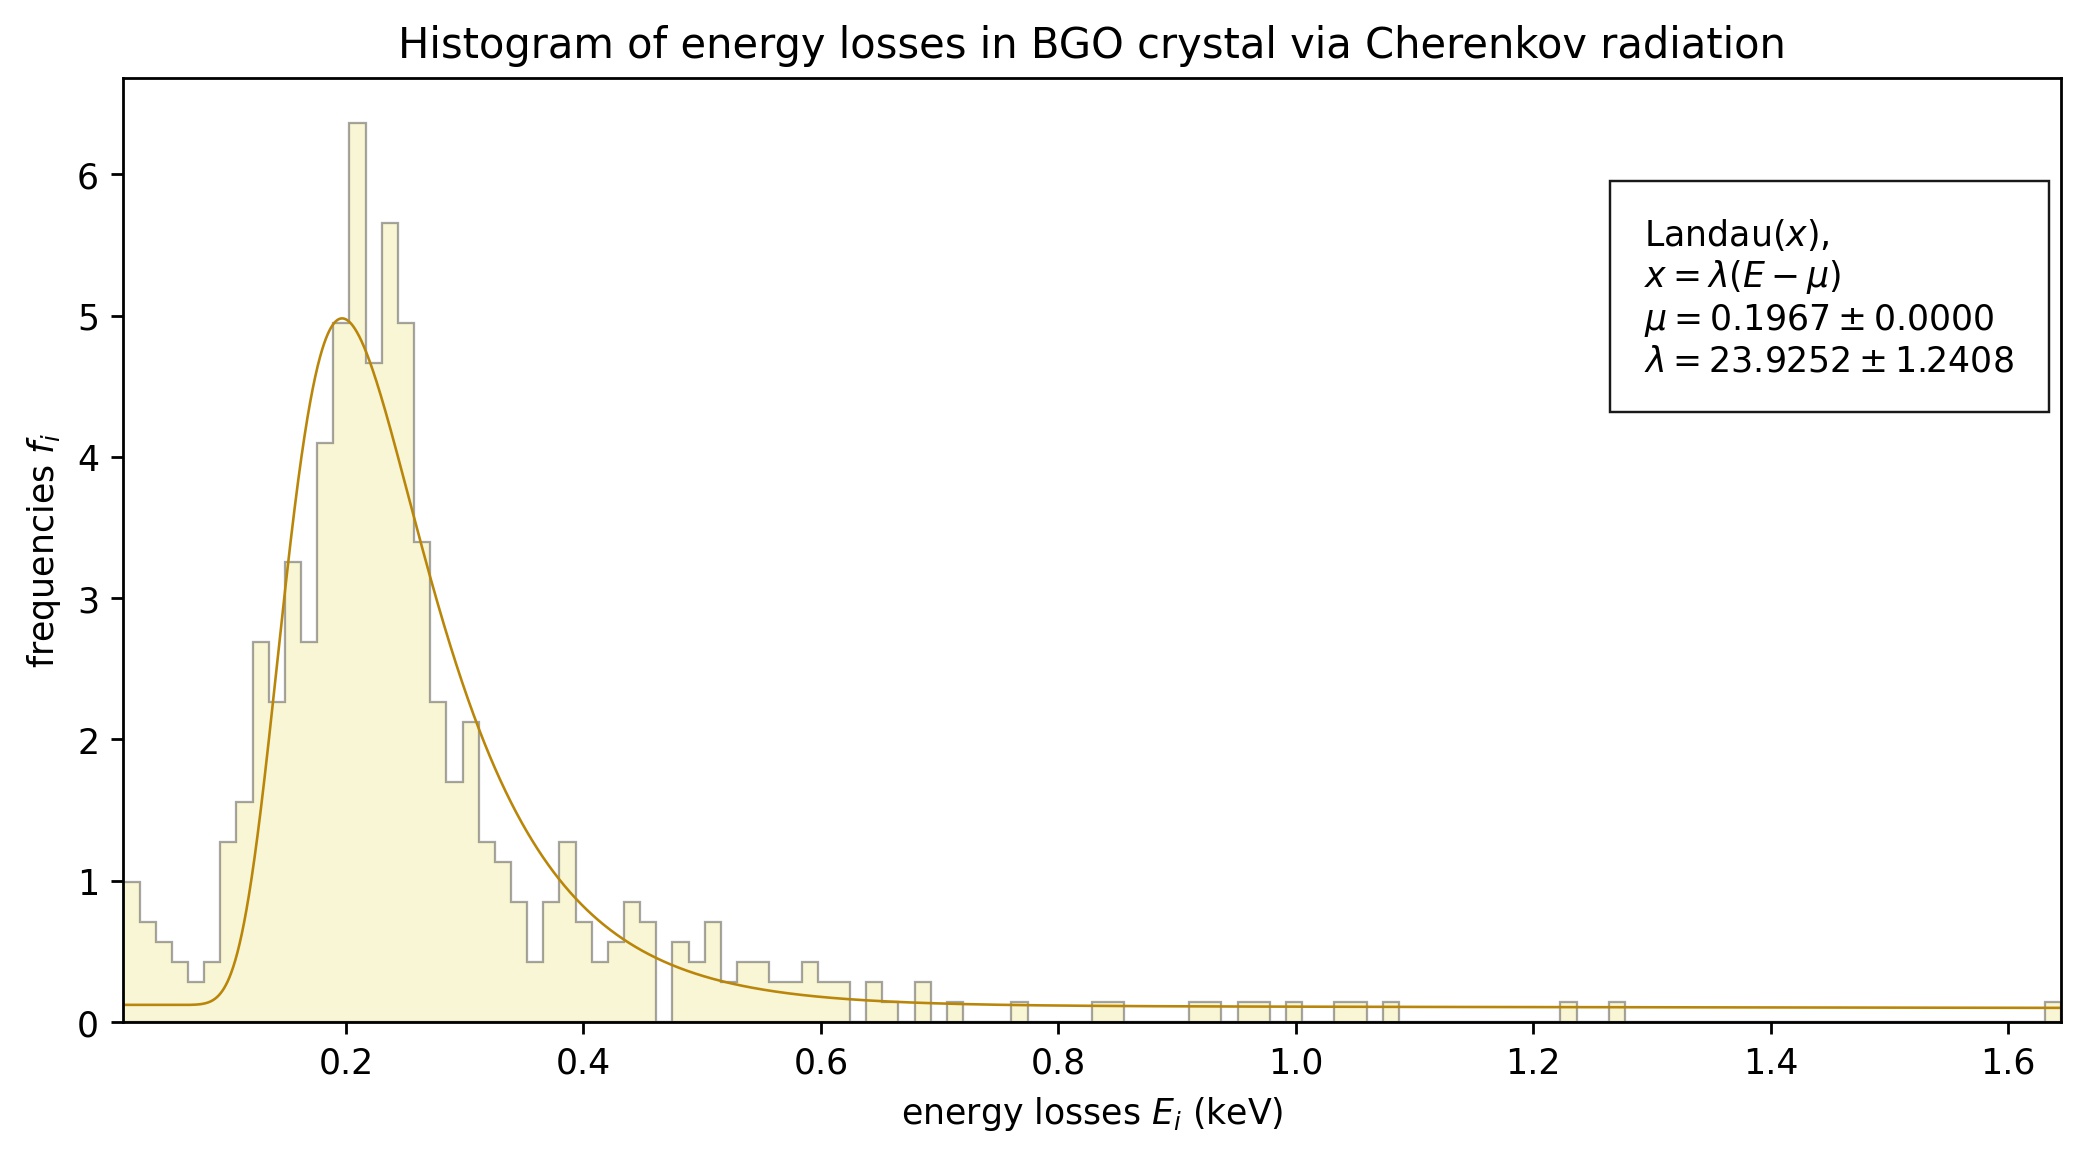 Histogram of energy losses in BGO crystal via Cherenkov radiation
frequencies fᵢ
6
5
4
3
2
1
0
Landau(x),
x = λ(E − μ)
μ = 0.1967 ± 0.0000
λ = 23.9252 ± 1.2408
0.2 0.4 0.6 0.8 1.0 1.2 1.4 1.6
energy losses Eᵢ (keV)